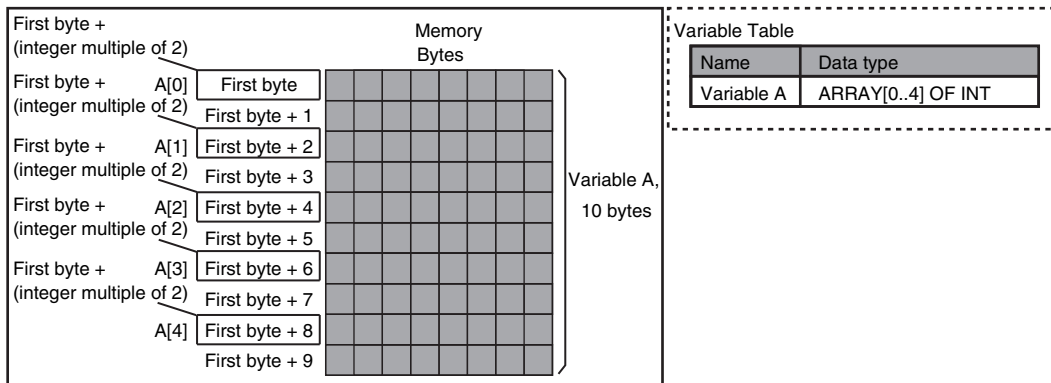 First byte +
(integer multiple of 2)
Memory
Bytes
First byte +
(integer multiple of 2)
A[0] First byte
First byte + 1
First byte +
(integer multiple of 2)
A[1] First byte + 2
First byte + 3
First byte +
(integer multiple of 2)
A[2] First byte + 4
First byte + 5
First byte +
(integer multiple of 2)
A[3] First byte + 6
First byte + 7
A[4] First byte + 8
First byte + 9
Variable A,
10 bytes
Variable Table
Name Data type
Variable A ARRAY[0..4] OF INT